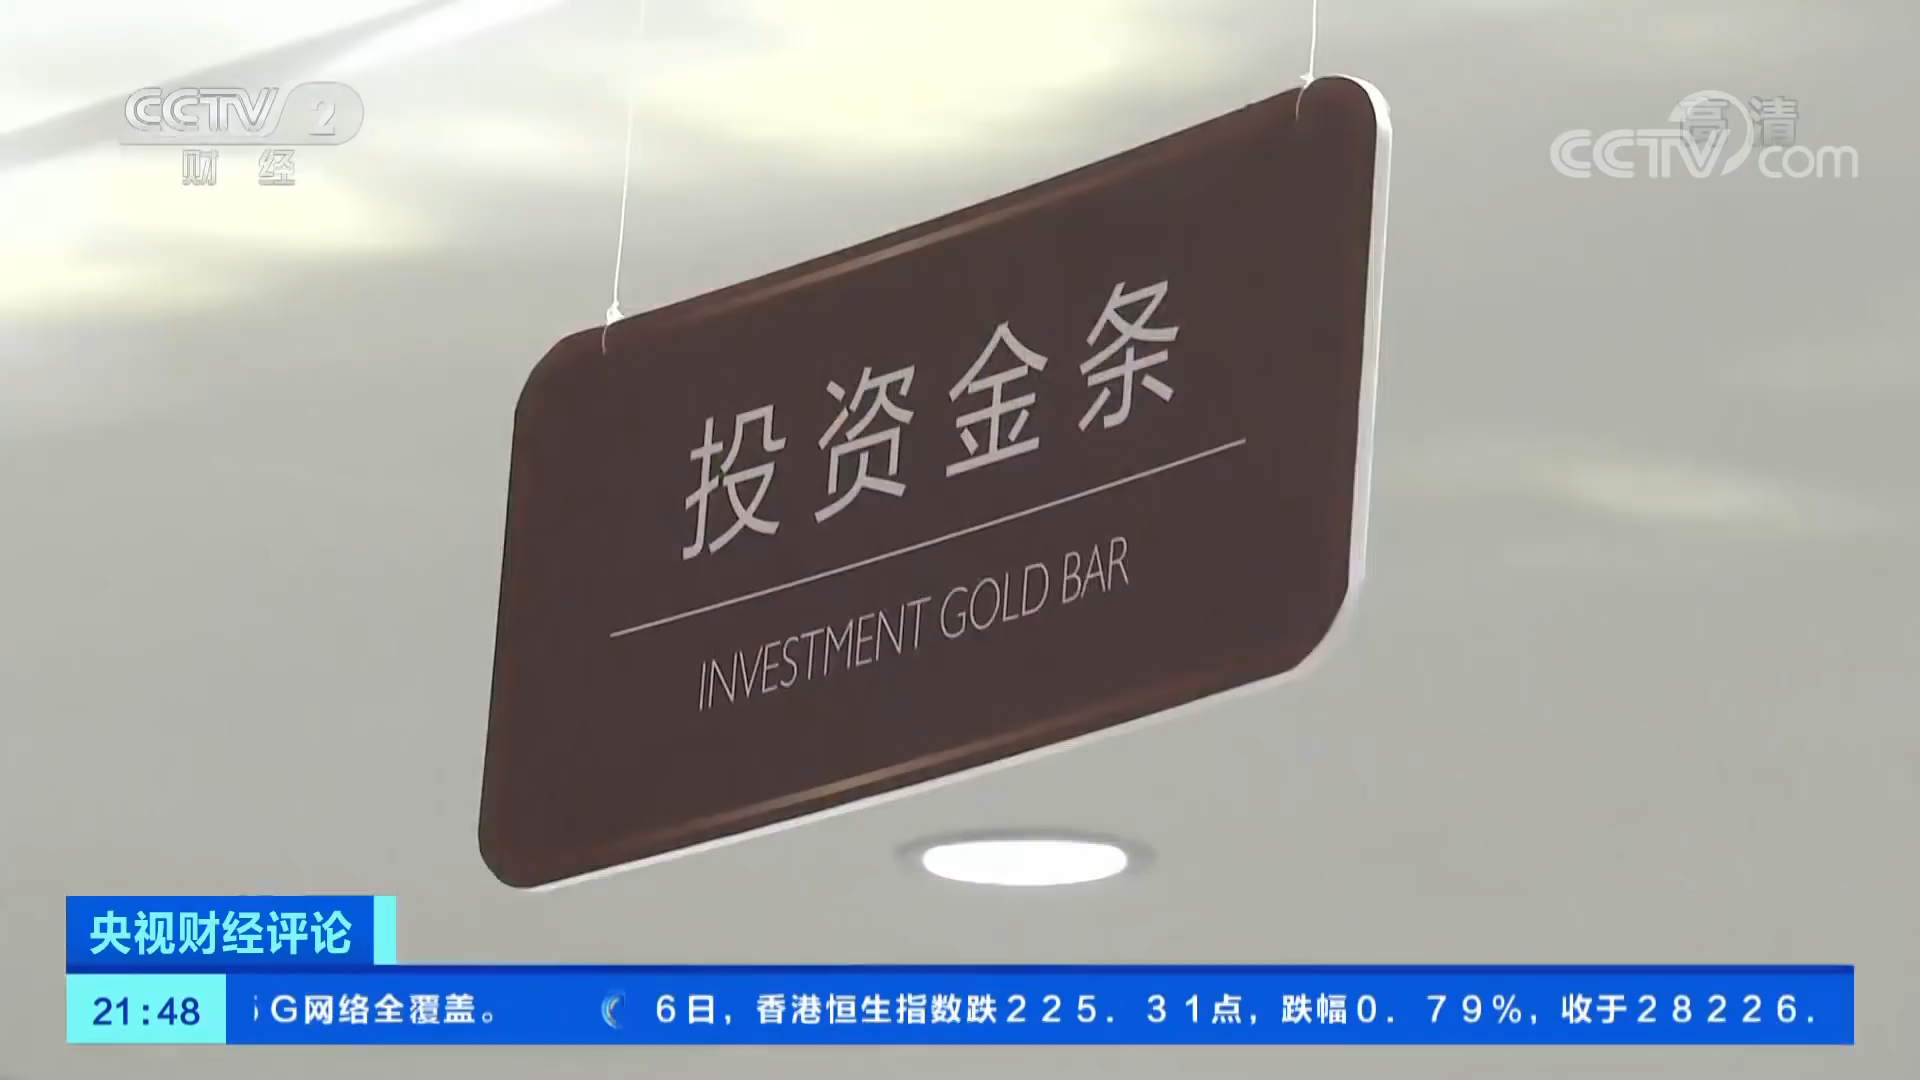 CCTV 2
财 经
高清
CCTV com
投资金条
INVESTMENT GOLD BAR
央视财经评论
21:48
G网络全覆盖。 6日，香港恒生指数跌225．31点，跌幅0．79%，收于28226．